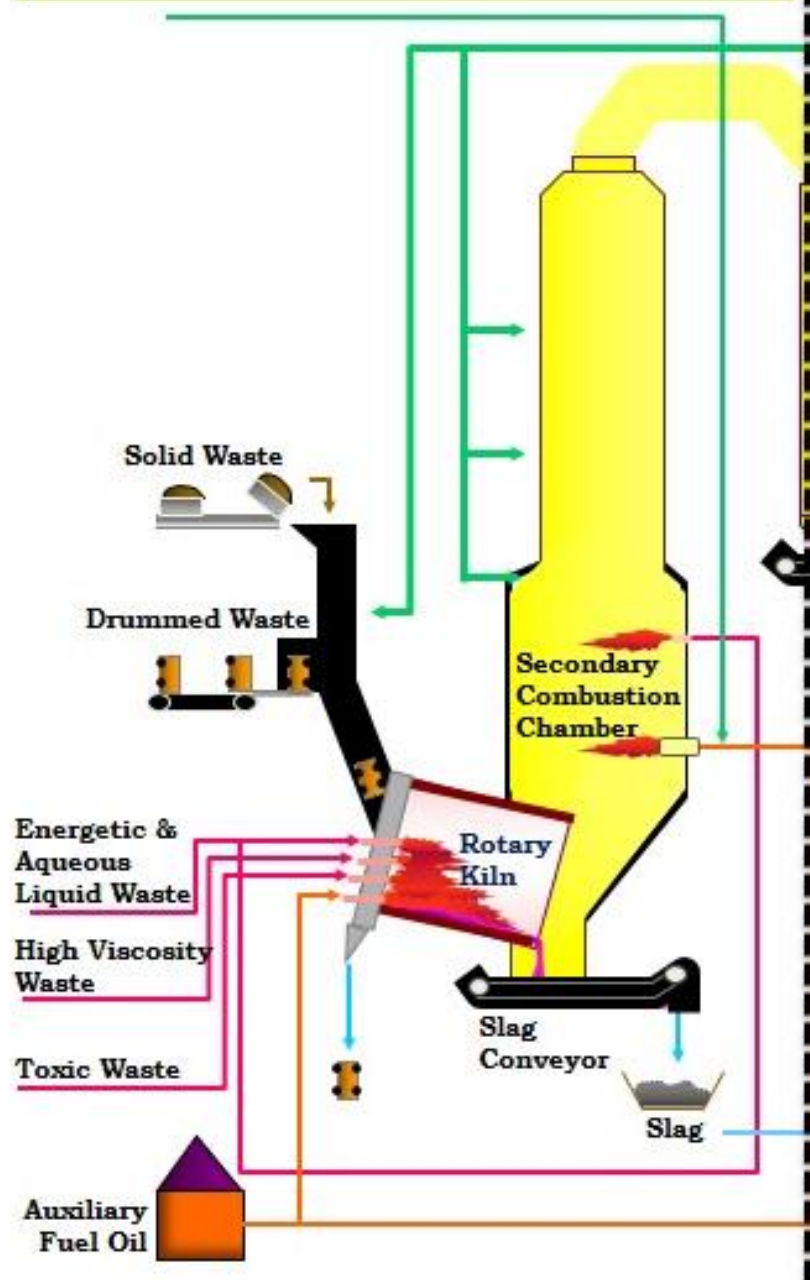 Solid Waste
Drummed Waste
Secondary
Combustion
Chamber
Energetic &
Aqueous
Liquid Waste
Rotary
Kiln
High Viscosity
Waste
Slag
Conveyor
Toxic Waste
Slag
Auxiliary
Fuel Oil